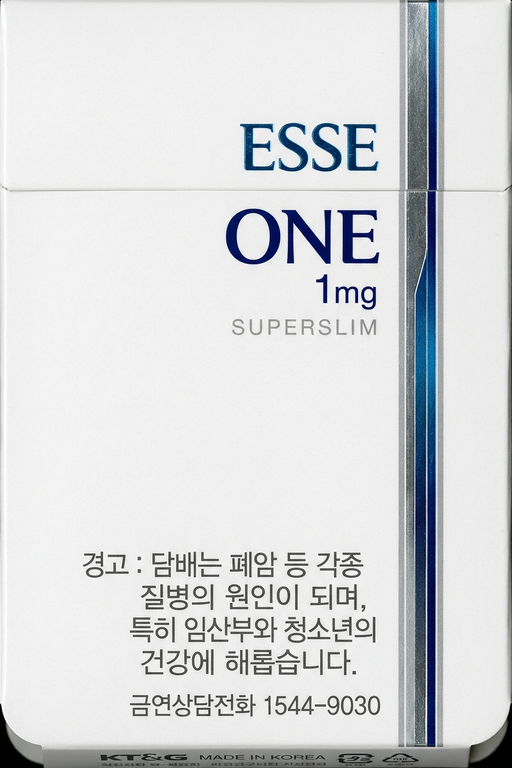 ESSE
ONE
1mg
SUPERSLIM
경고 : 담배는 폐암 등 각종
질병의 원인이 되며,
특히 임산부와 청소년의
건강에 해롭습니다.
금연상담전화 1544-9030
KT&G MADE IN KOREA